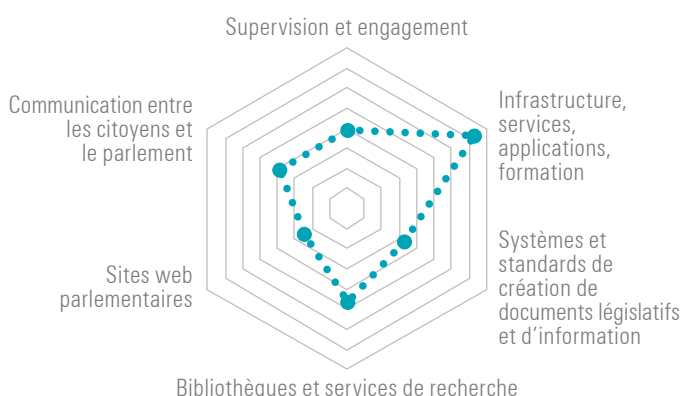 Supervision et engagement
Communication entre
les citoyens et
le parlement
Infrastructure,
services,
applications,
formation
Sites web
parlementaires
Systèmes et
standards de
création de
documents législatifs
et d'information
Bibliothèques et services de recherche